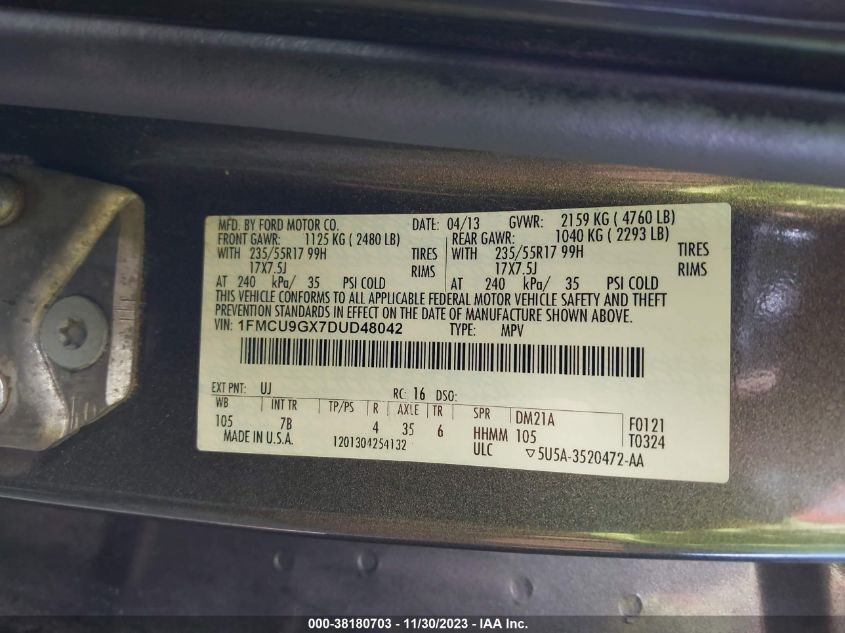 MFD. BY FORD MOTOR CO. DATE: 04/13 GVWR: 2159 KG ( 4760 LB)
FRONT GAWR: 1125 KG ( 2480 LB) REAR GAWR: 1040 KG ( 2293 LB)
WITH 235/55R17 99H TIRES WITH 235/55R17 99H TIRES
17X7.5J RIMS 17X7.5J RIMS
AT 240 kPa/ 35 PSI COLD AT 240 kPa/ 35 PSI COLD
THIS VEHICLE CONFORMS TO ALL APPLICABLE FEDERAL MOTOR VEHICLE SAFETY AND THEFT
PREVENTION STANDARDS IN EFFECT ON THE DATE OF MANUFACTURE SHOWN ABOVE.
VIN: 1FMCU9GX7DUD48042 TYPE: MPV
EXT PNT: UJ RC: 16 DSO:
WB INT TR TP/PS R AXLE TR SPR DM21A F0121
105 7B 4 35 6 HHMM 105 T0324
MADE IN U.S.A. 1201304254132 ULC ▽5U5A-3520472-AA
000-38180703 - 11/30/2023 - IAA Inc.